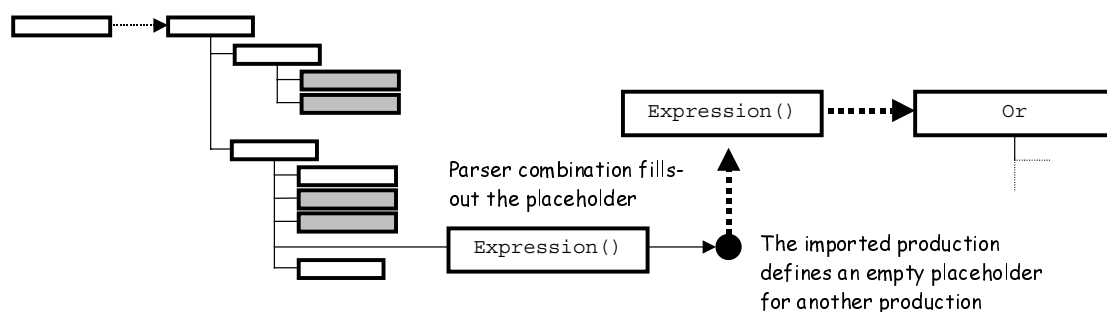 Expression()
Or
Parser combination fills-
out the placeholder
Expression()
The imported production
defines an empty placeholder
for another production